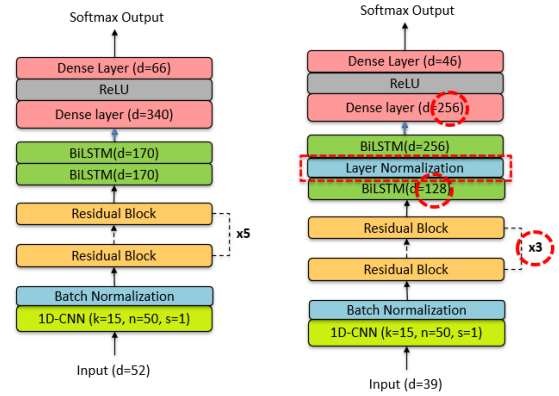 Softmax Output
Dense Layer (d=66)
ReLU
Dense layer (d=340)
BiLSTM(d=170)
BiLSTM(d=170)
Residual Block
x5
Residual Block
Batch Normalization
1D-CNN (k=15, n=50, s=1)
Input (d=52)
Softmax Output
Dense Layer (d=46)
ReLU
Dense layer (d=256)
BiLSTM(d=256)
Layer Normalization
BiLSTM(d=128)
Residual Block
x3
Residual Block
Batch Normalization
1D-CNN (k=15, n=50, s=1)
Input (d=39)